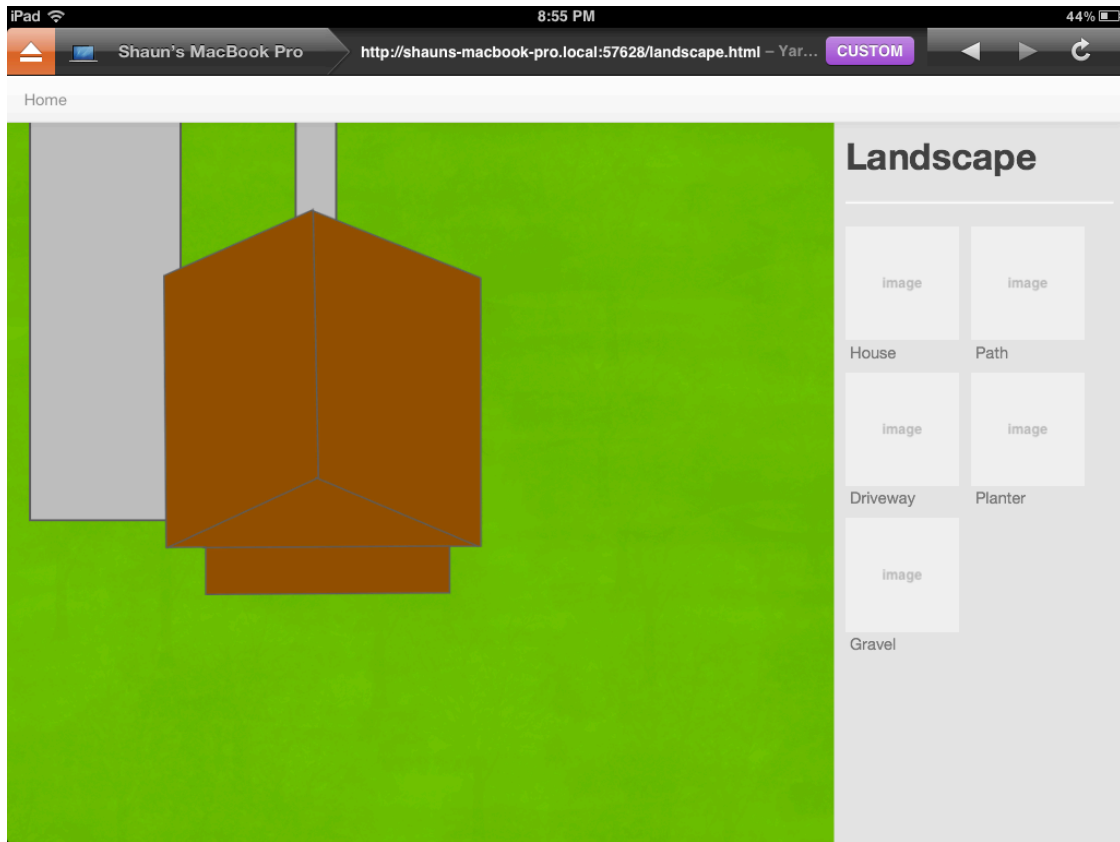 iPad 8:55 PM 44%
Shaun's MacBook Pro http://shauns-macbook-pro.local:57628/landscape.html – Yar... CUSTOM
Home
Landscape
image image
House Path
image image
Driveway Planter
image
Gravel